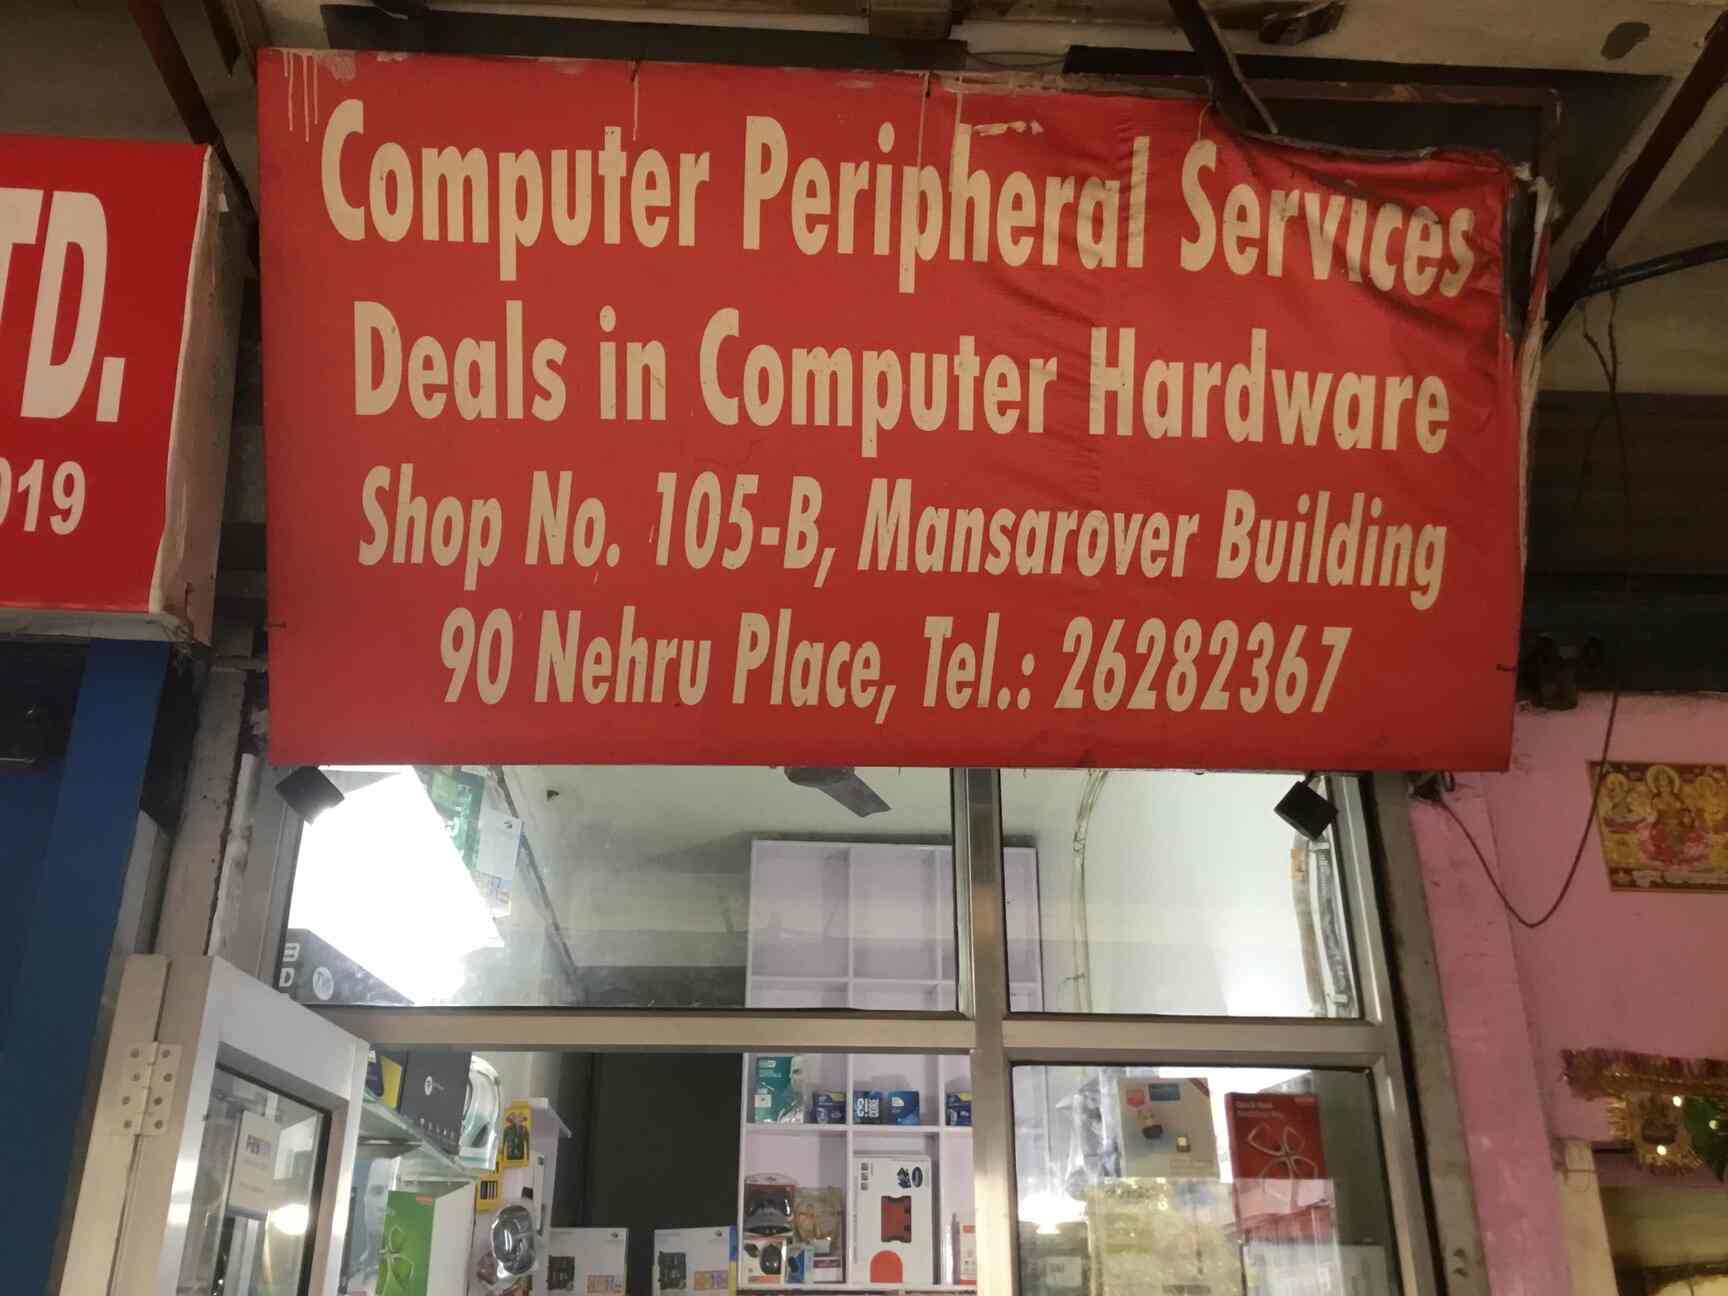 Computer Peripheral Services
Deals in Computer Hardware
Shop No. 105-B, Mansarover Building
90 Nehru Place, Tel.: 26282367
TD.
019